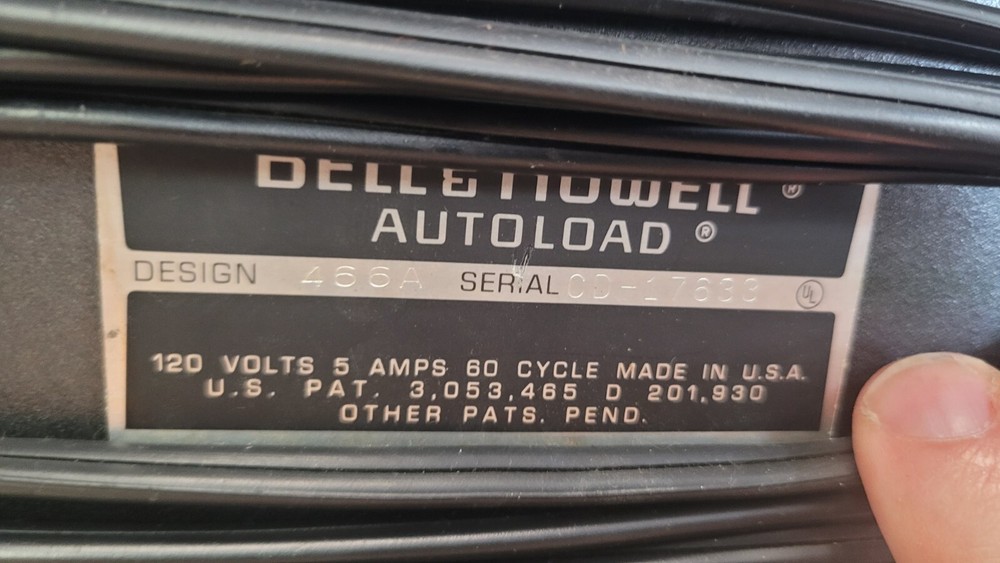 BELL & HOWELL ®
AUTOLOAD ®
DESIGN 466A SERIAL UL
120 VOLTS 5 AMPS 60 CYCLE MADE IN U.S.A.
U.S. PAT. 3,053,465 D 201,930
OTHER PATS. PEND.